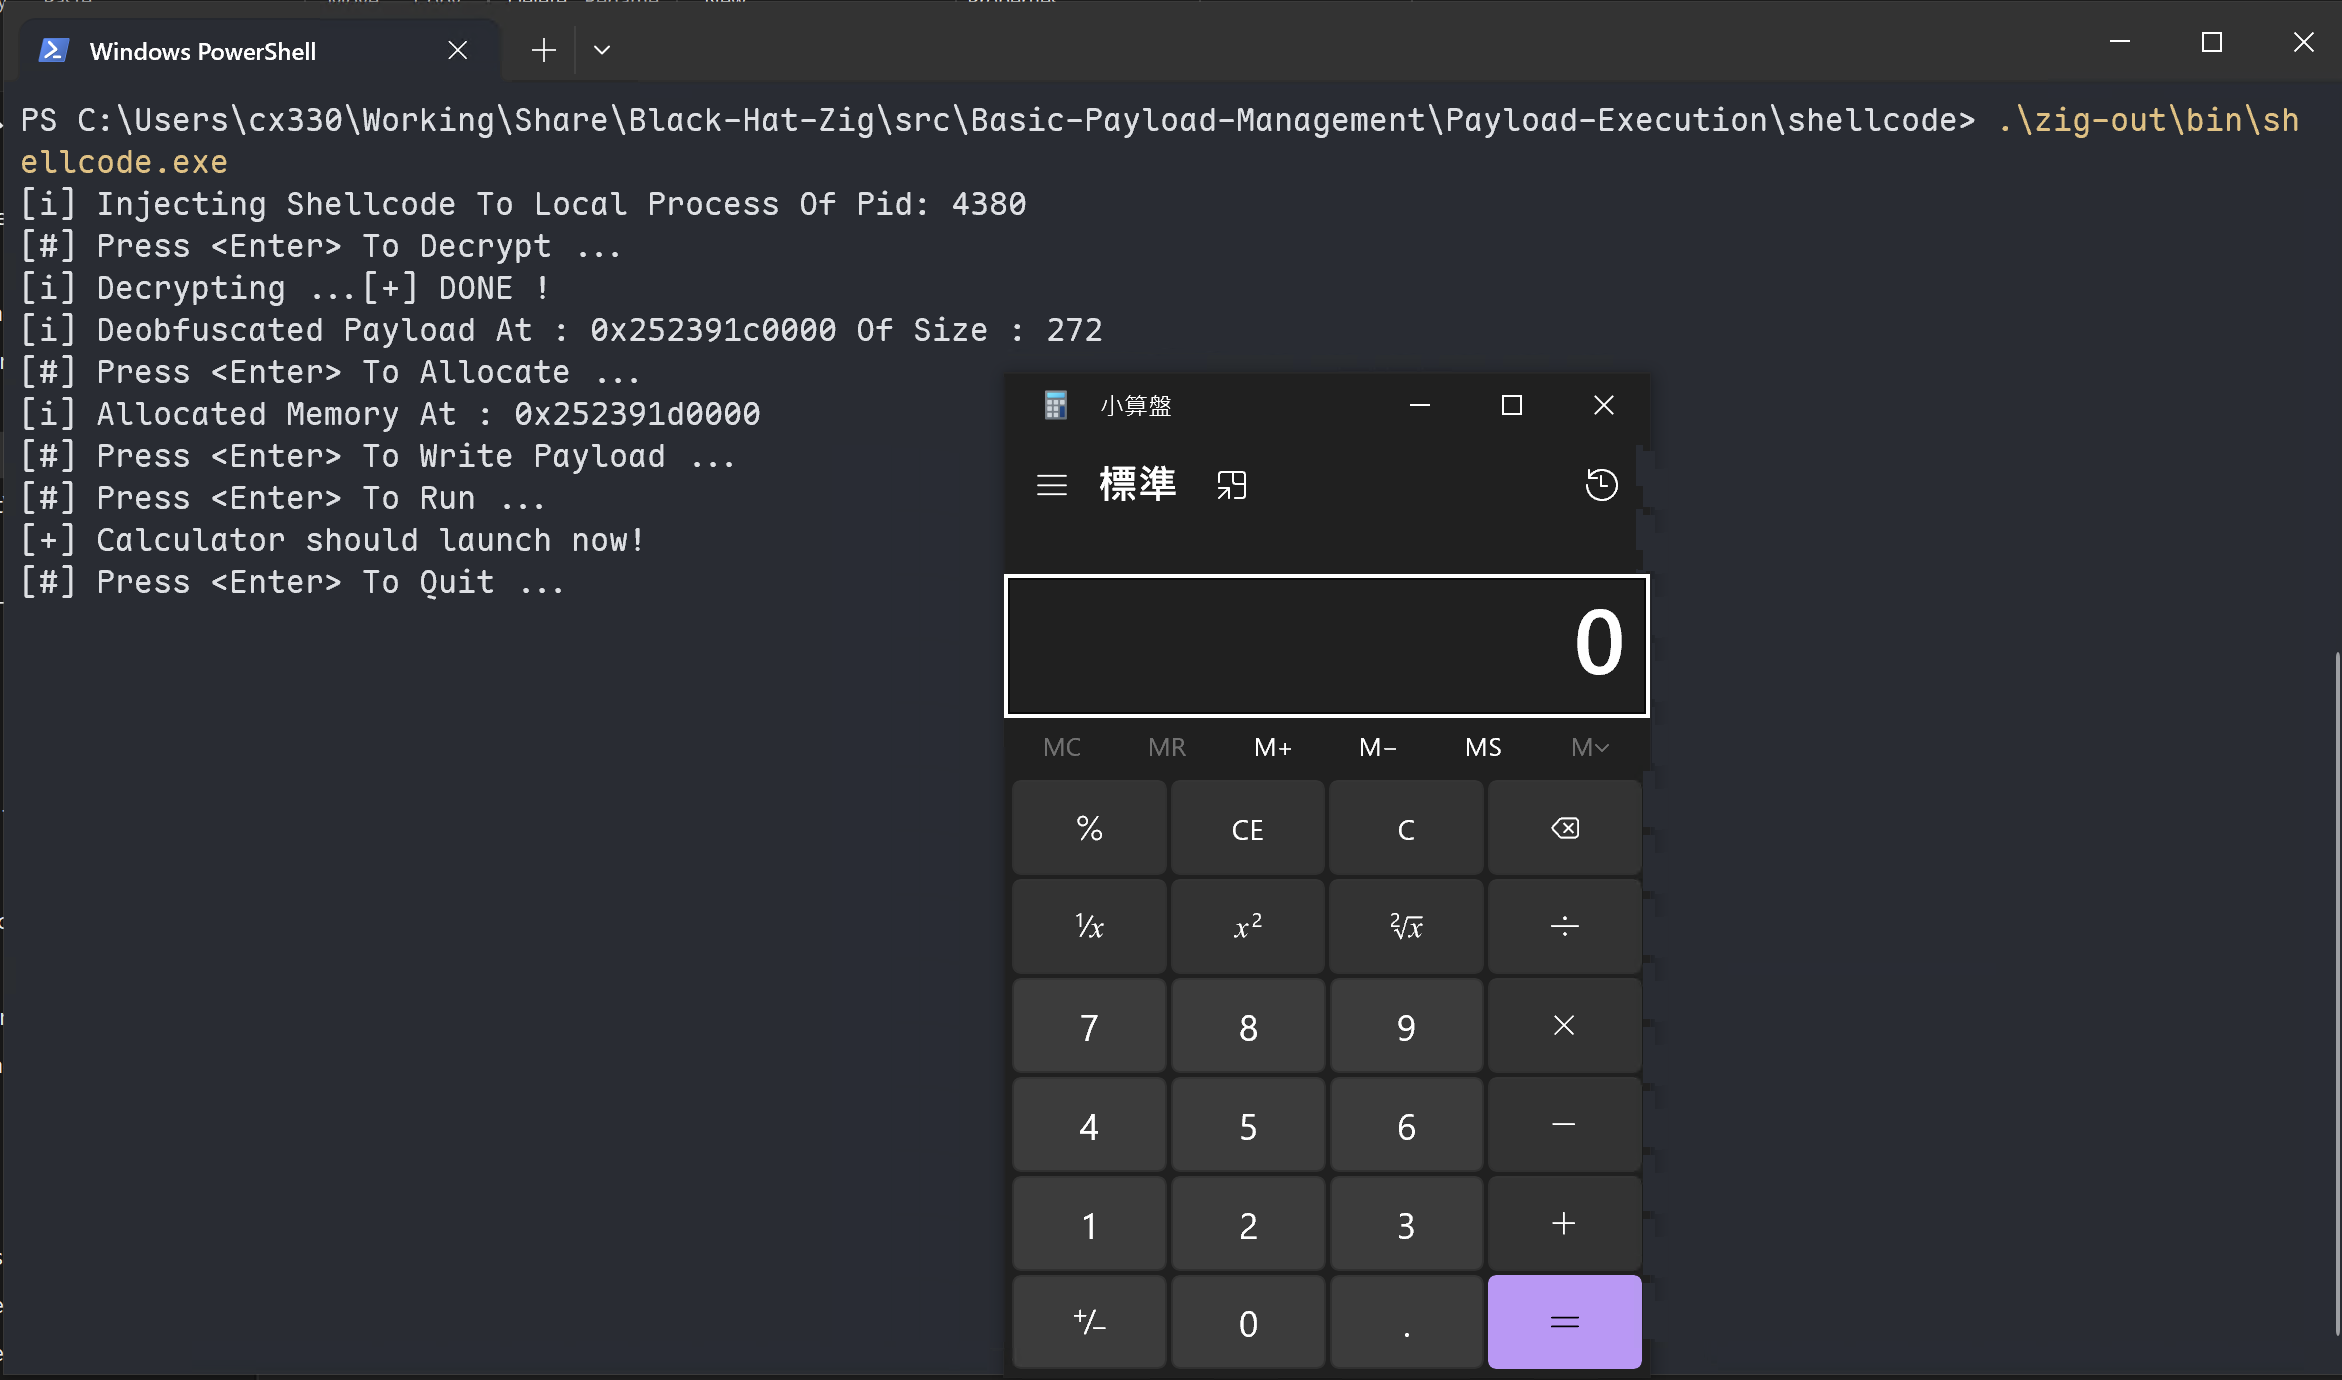 Windows PowerShell
PS C:\Users\cx330\Working\Share\Black-Hat-Zig\src\Basic-Payload-Management\Payload-Execution\shellcode> .\zig-out\bin\sh
ellcode.exe
[i] Injecting Shellcode To Local Process Of Pid: 4380
[#] Press <Enter> To Decrypt ...
[i] Decrypting ...[+] DONE !
[i] Deobfuscated Payload At : 0x252391c0000 Of Size : 272
[#] Press <Enter> To Allocate ...
[i] Allocated Memory At : 0x252391d0000
[#] Press <Enter> To Write Payload ...
[#] Press <Enter> To Run ...
[+] Calculator should launch now!
[#] Press <Enter> To Quit ...
小算盤
標準
0
MC MR M+ M− MS M
% CE C
¹⁄x x² ²√x ÷
7 8 9 ×
4 5 6 −
1 2 3 +
+/− 0 . =